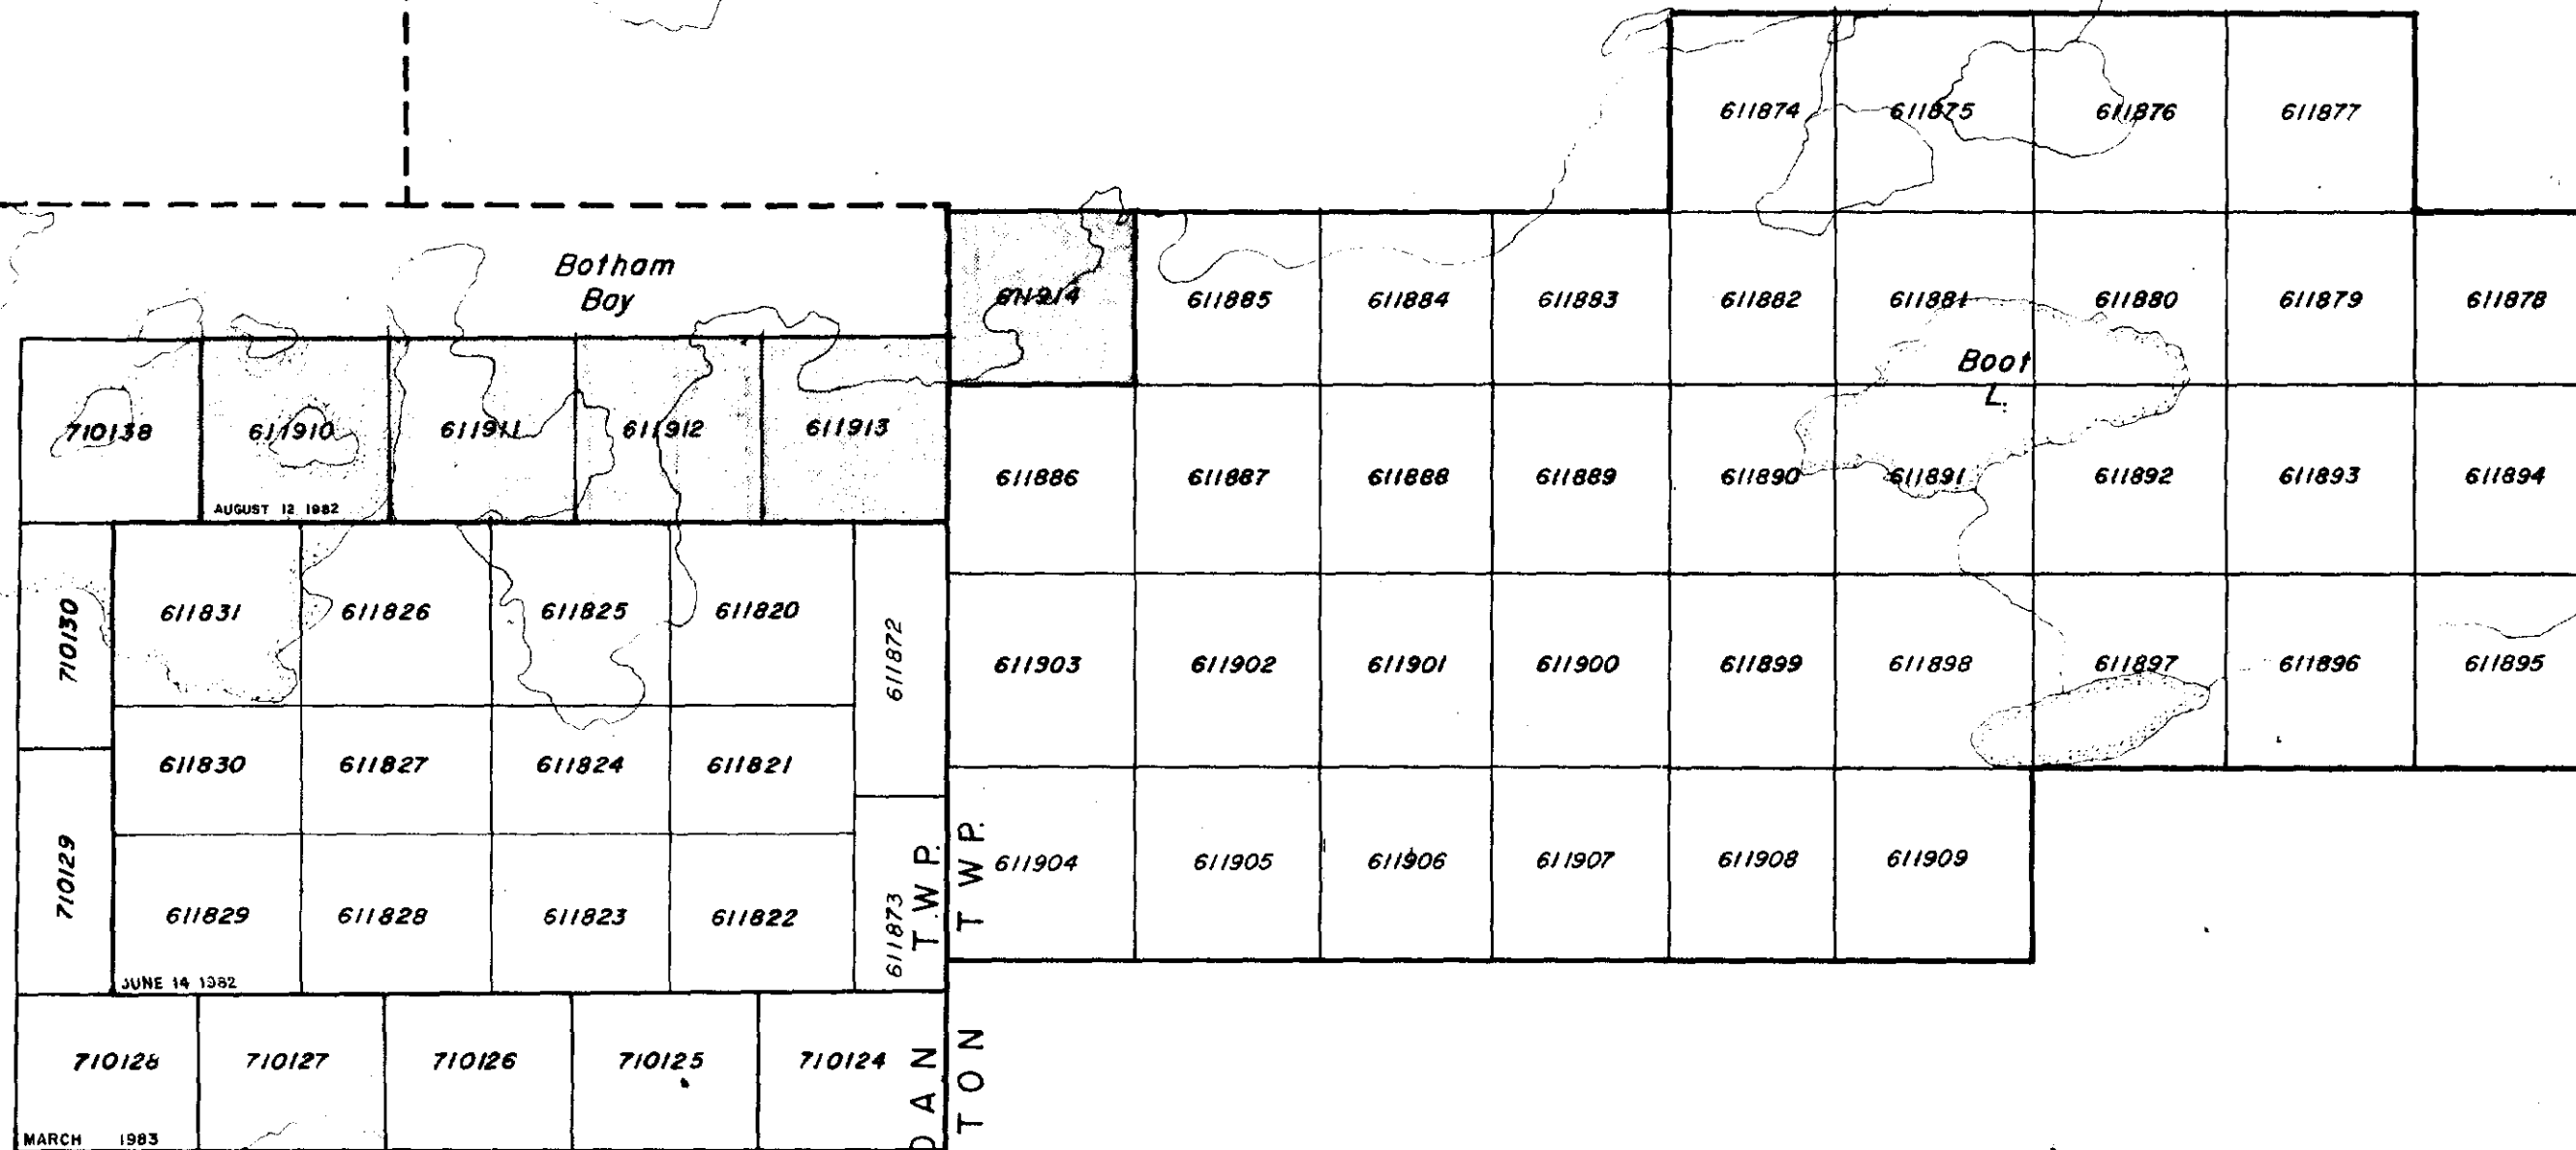 611874 611875 611876 611877
Botham
Bay
611914 611885 611884 611883 611882 611881 611880 611879 611878
Boot
L.
710138 611910 611911 611912 611913
AUGUST 12 1982
611886 611887 611888 611889 611890 611891 611892 611893 611894
710130 611831 611826 611825 611820 611872
611903 611902 611901 611900 611899 611898 611897 611896 611895
611830 611827 611824 611821
710129 611829 611828 611823 611822 611873
611904 611905 611906 611907 611908 611909
JUNE 14 1982
T.W.P.
T W P.
710128 710127 710126 710125 710124
DAN
TON
MARCH 1983